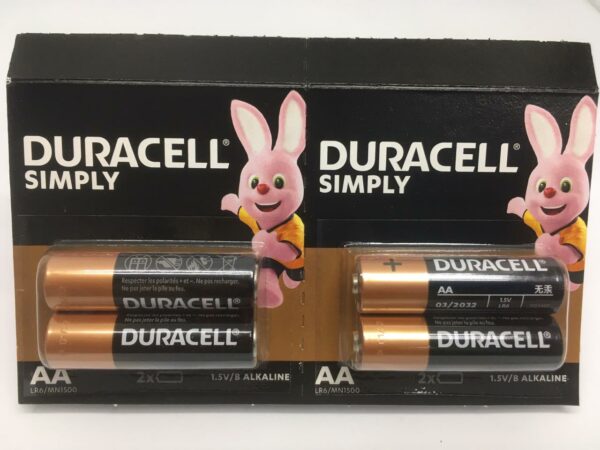 DURACELL®
SIMPLY
Respecter les polarités + et -. Ne pas recharger.
Ne jeter la pile au feu.
DURACELL
DURACELL
AA
LR6/MN1500
2x
1.5V/B ALKALINE
DURACELL®
SIMPLY
+
DURACELL
AA
无汞
03/2032
1.5V
LR6
DURACELL
AA
LR6/MN1500
2x
1.5V/B ALKALINE